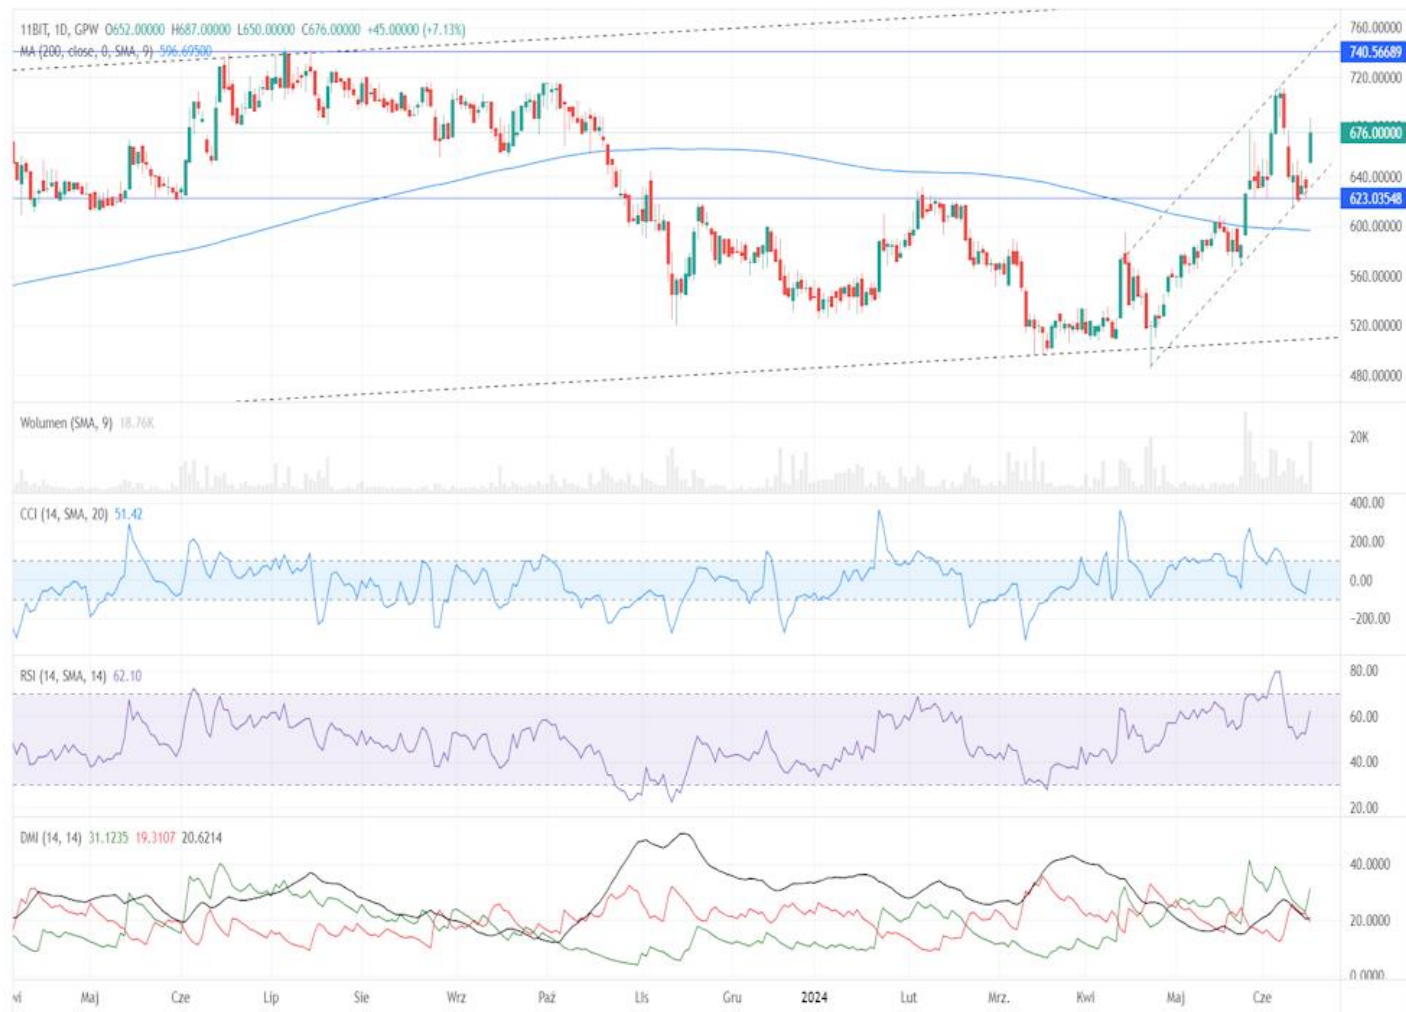 11BIT, 1D, GPW O652.00000 H687.00000 L650.00000 C676.00000 +45.00000 (+7.13%)
MA (200, close, 0, SMA, 9) 596.69500
760.00000
740.56689
720.00000
676.00000
640.00000
623.03548
600.00000
560.00000
520.00000
480.00000
Wolumen (SMA, 9) 18.76K
20K
CCI (14, SMA, 20) 51.42
400.00
200.00
0.00
-200.00
RSI (14, SMA, 14) 62.10
80.00
60.00
40.00
20.00
DMI (14, 14) 31.1235 19.3107 20.6214
40.0000
20.0000
0.0000
Maj Cze Lip Sie Wrz Paź Lis Gru 2024 Lut Mrz. Kwi Maj Cze